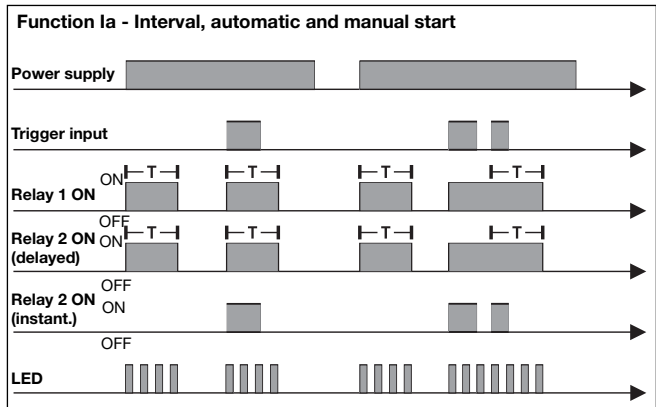 Function Ia - Interval, automatic and manual start
Power supply
Trigger input
ON T T T T
Relay 1 ON
OFF
ON T T T T
Relay 2 ON
(delayed)
OFF
Relay 2 ON
ON
(instant.)
OFF
LED